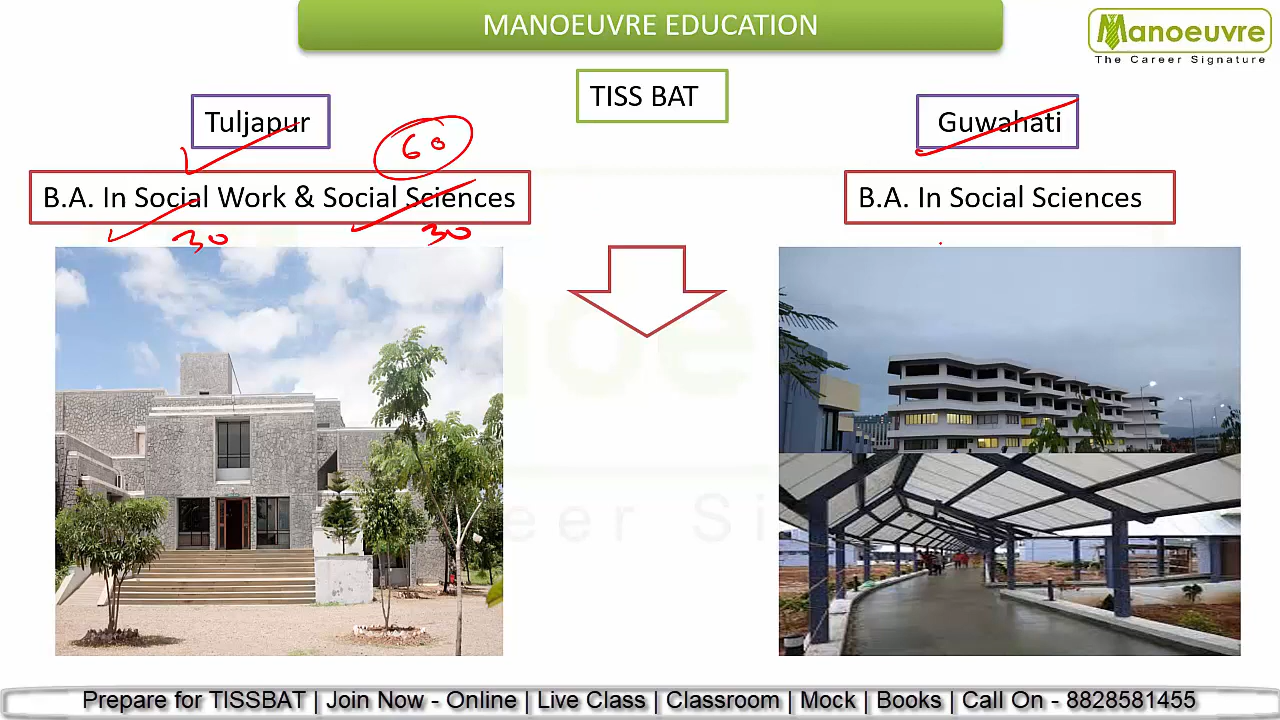 MANOEUVRE EDUCATION
Manoeuvre
The Career Signature
TISS BAT
Tuljapur
60
Guwahati
B.A. In Social Work & Social Sciences
B.A. In Social Sciences
30 30
Prepare for TISSBAT | Join Now - Online | Live Class | Classroom | Mock | Books | Call On - 8828581455